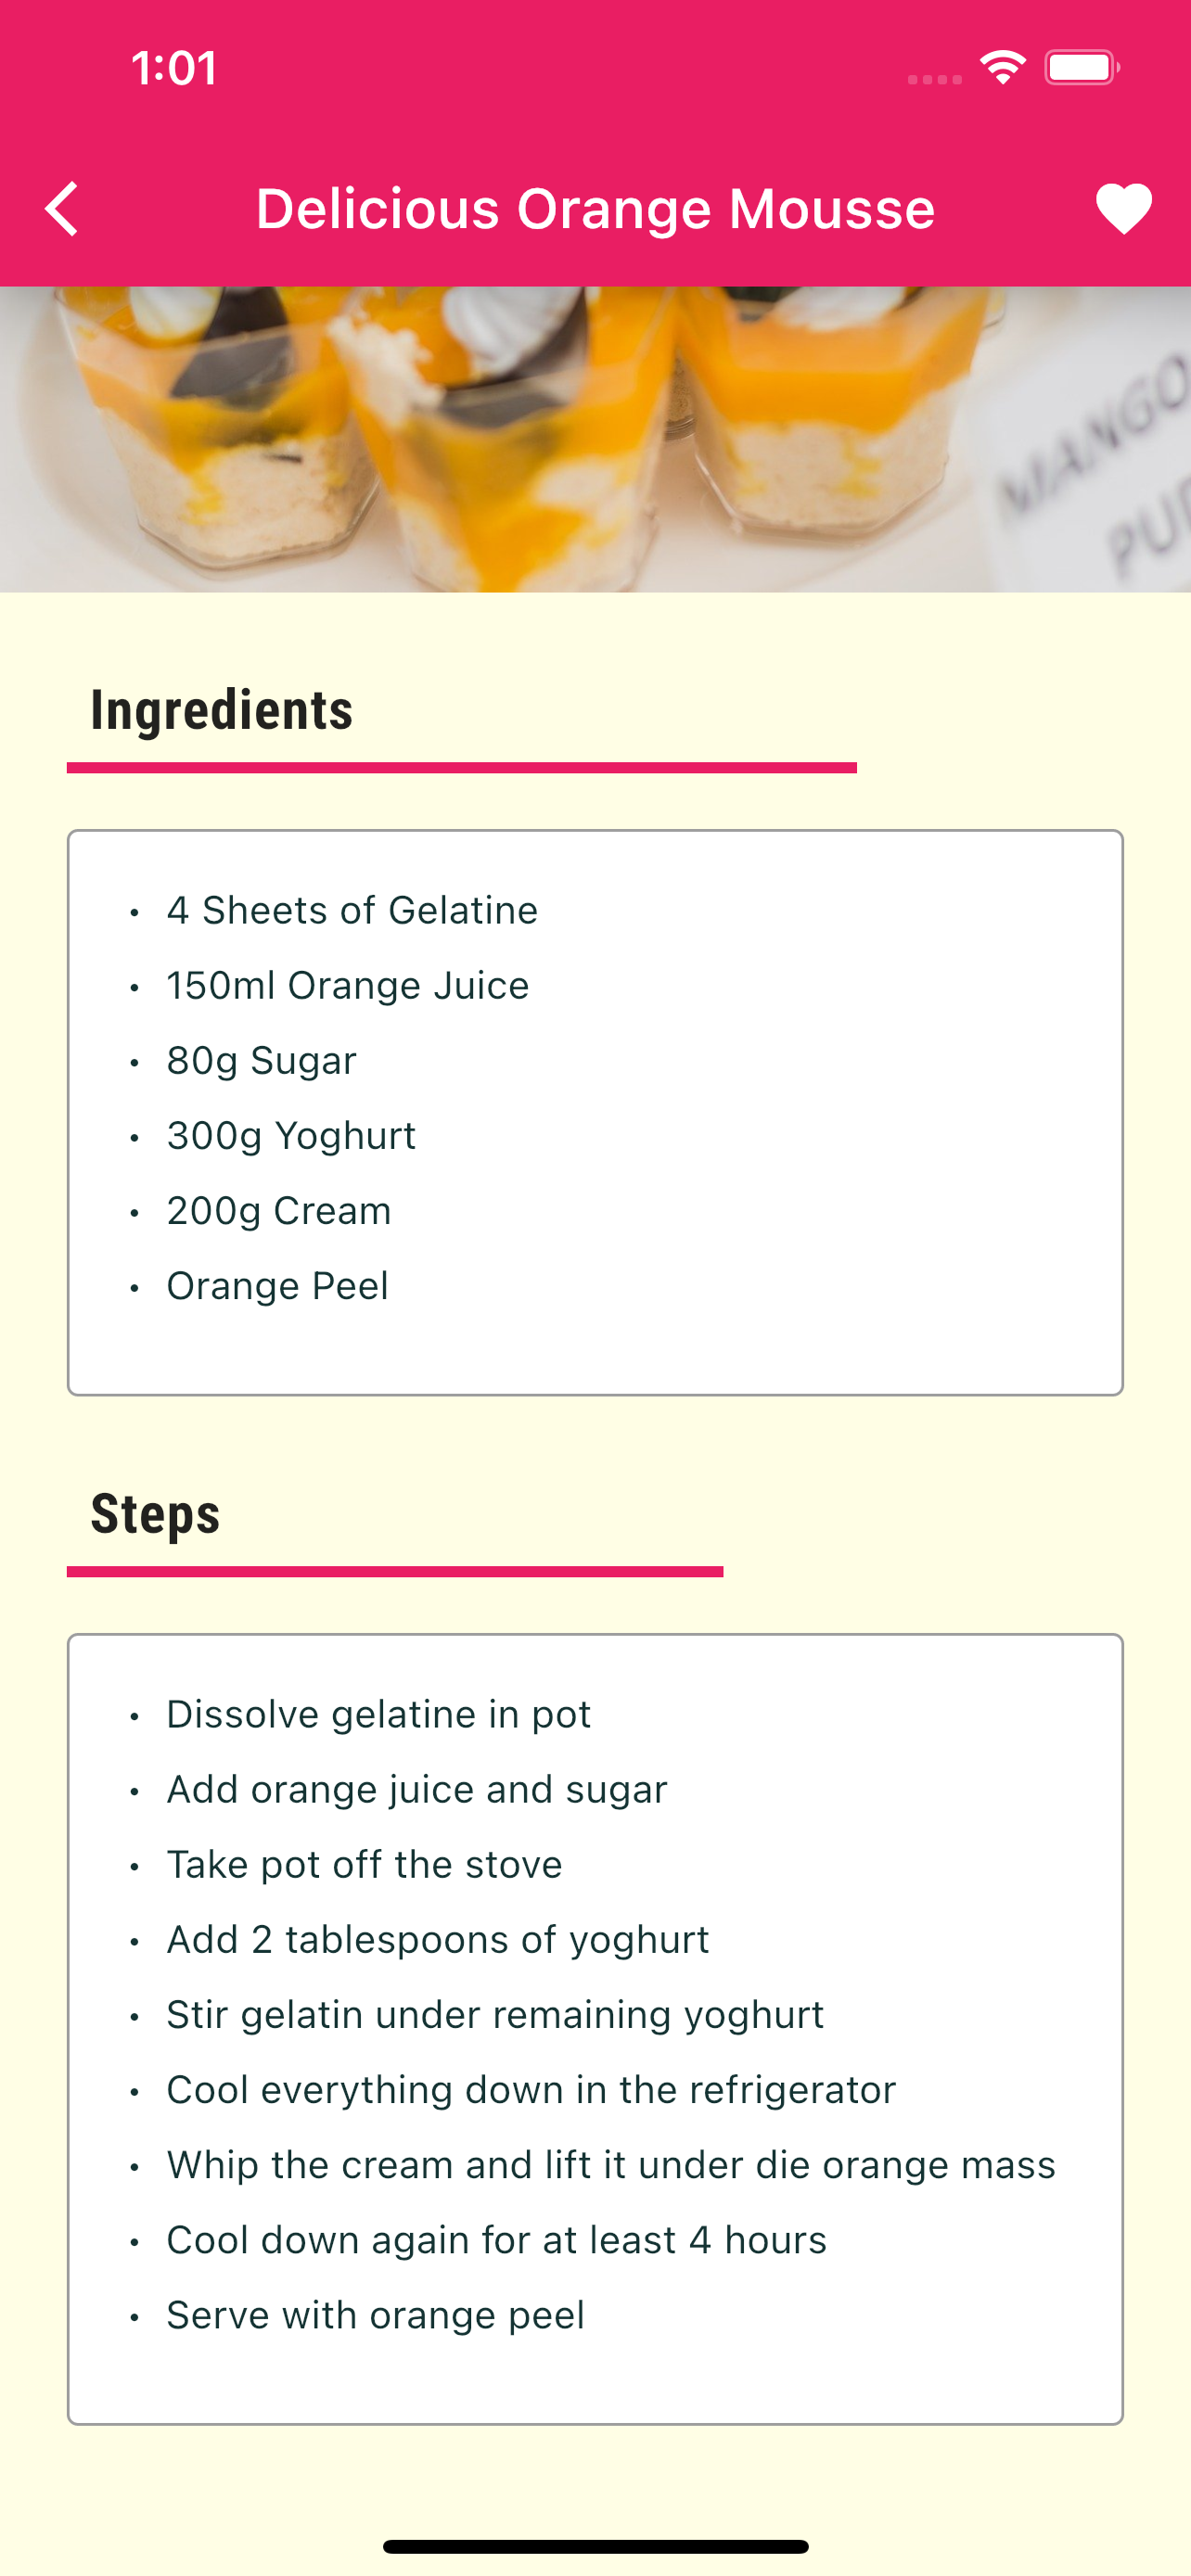 1:01
Delicious Orange Mousse
MANGO
Ingredients
• 4 Sheets of Gelatine
• 150ml Orange Juice
• 80g Sugar
• 300g Yoghurt
• 200g Cream
• Orange Peel
Steps
• Dissolve gelatine in pot
• Add orange juice and sugar
• Take pot off the stove
• Add 2 tablespoons of yoghurt
• Stir gelatin under remaining yoghurt
• Cool everything down in the refrigerator
• Whip the cream and lift it under die orange mass
• Cool down again for at least 4 hours
• Serve with orange peel